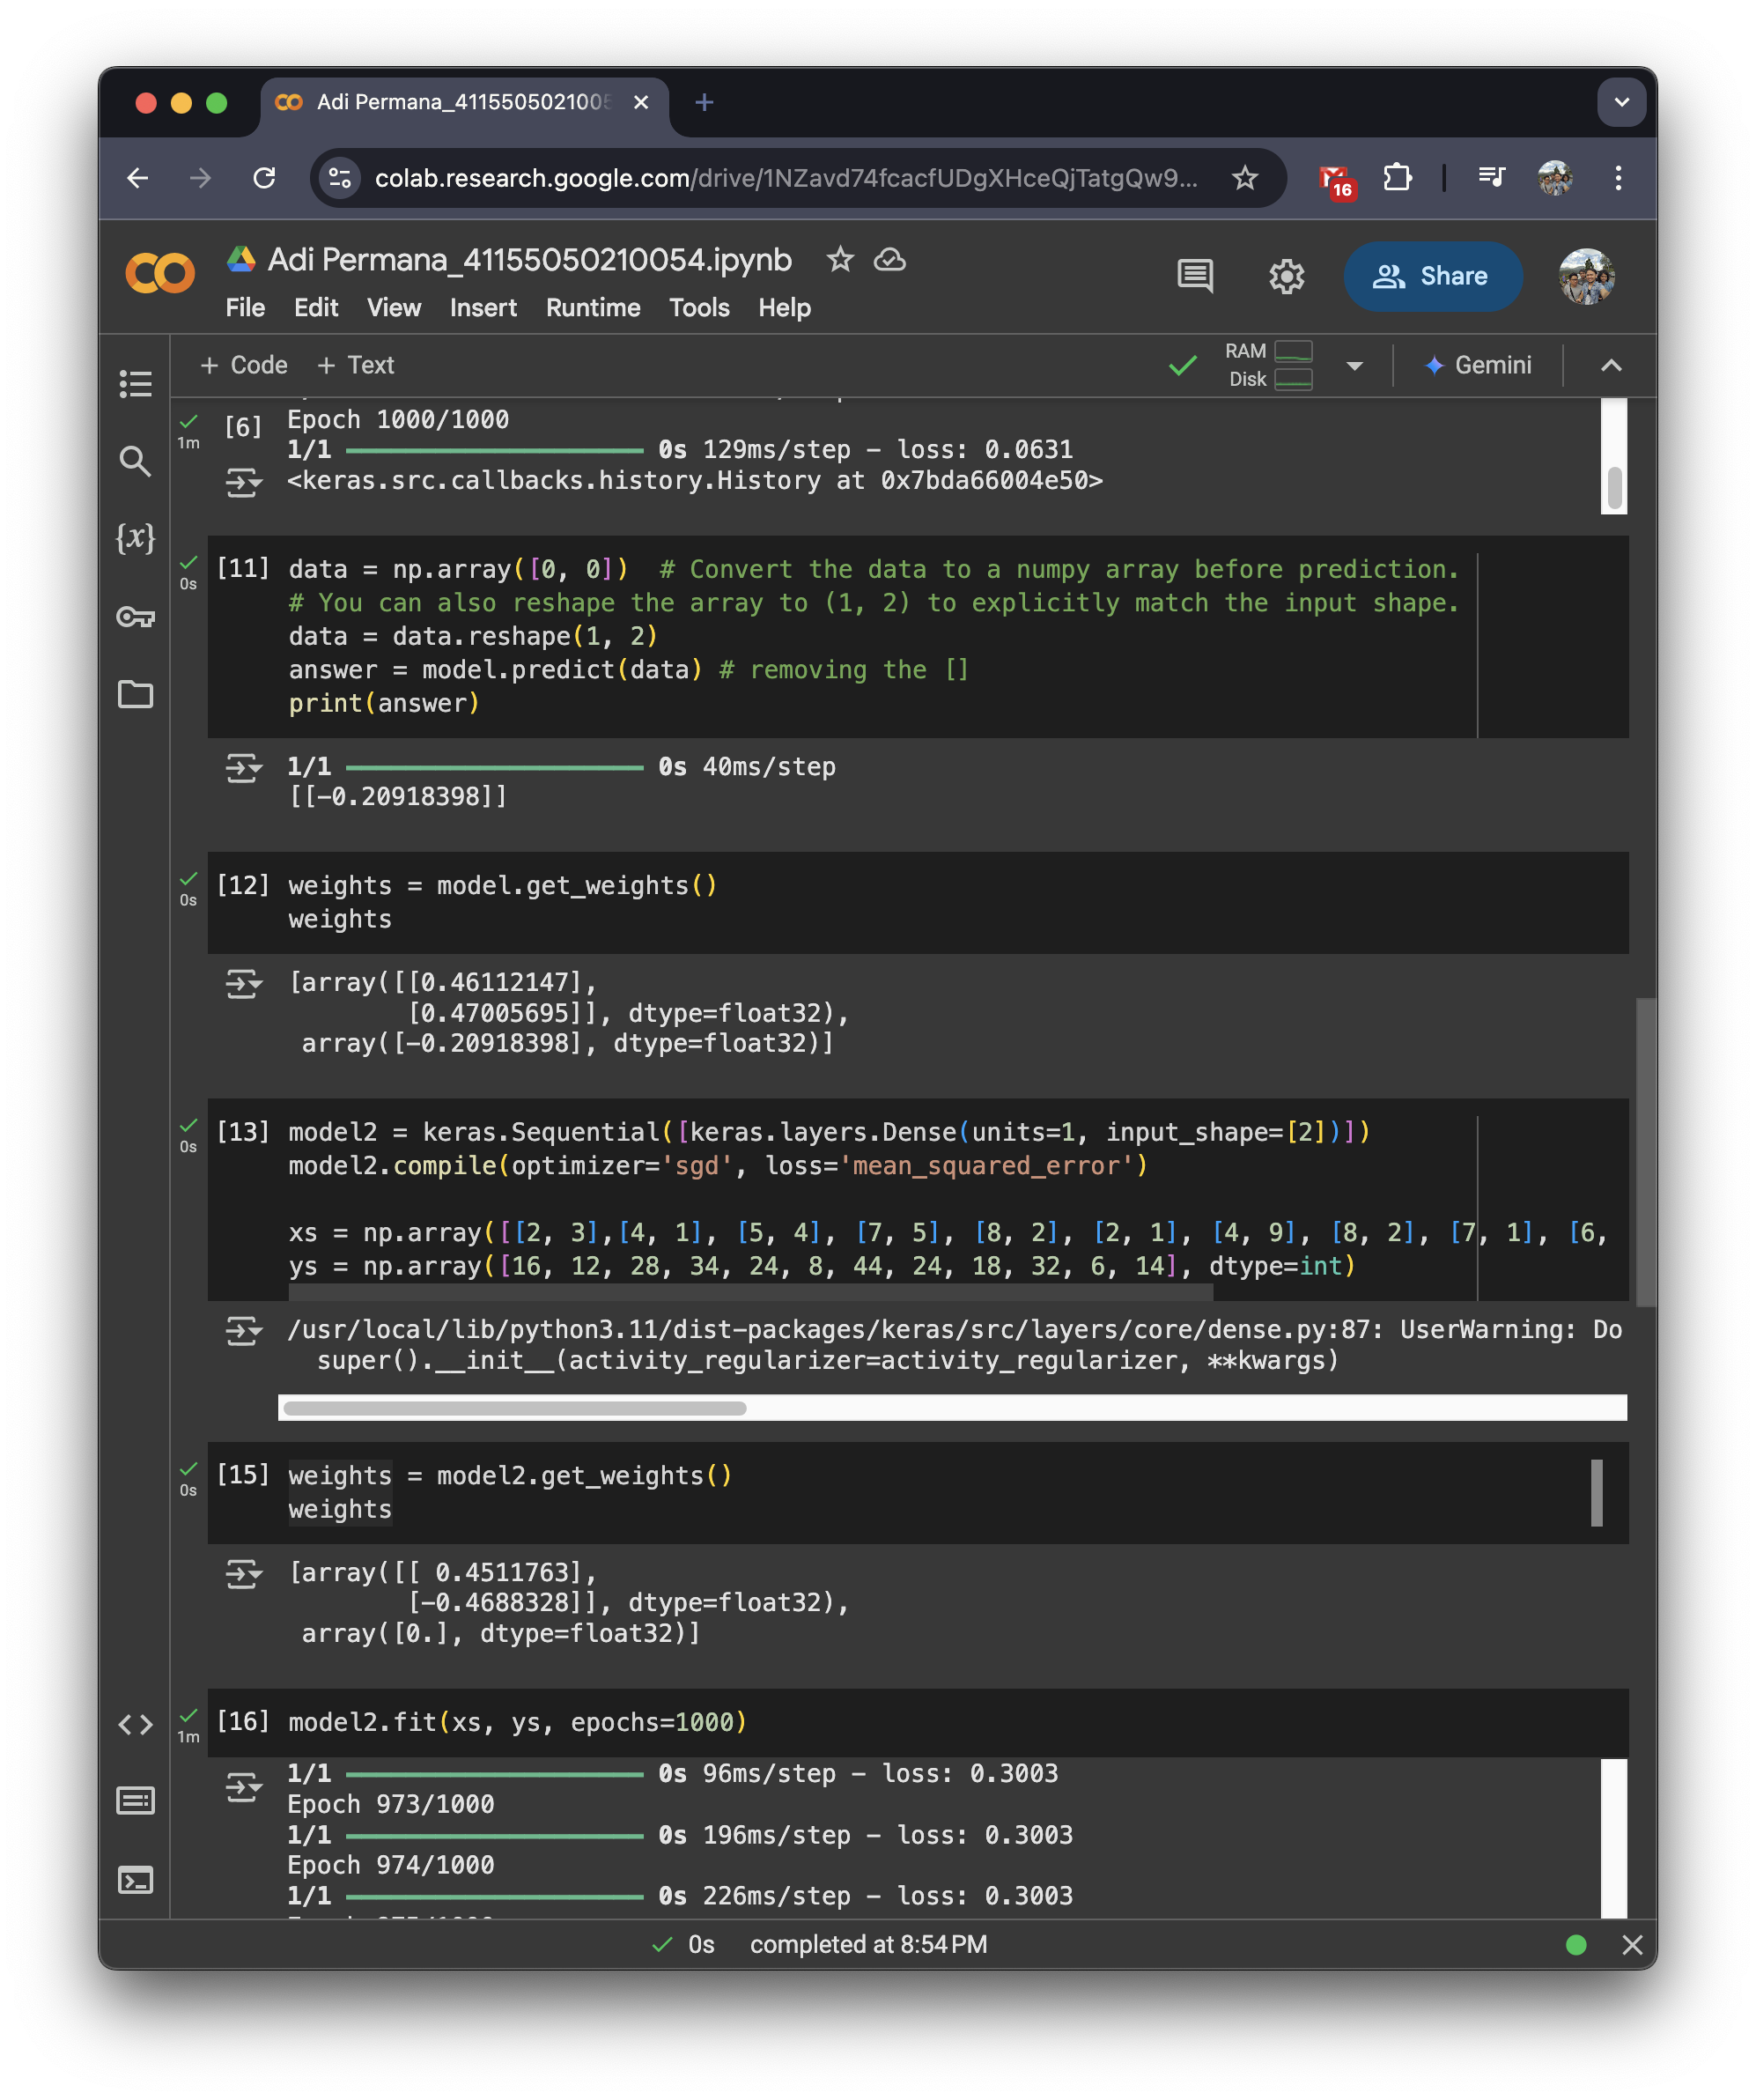 Adi Permana_41155050210054
colab.research.google.com/drive/1NZavd74fcacfUDgXHceQjTatgQw9...
16
Adi Permana_41155050210054.ipynb
File Edit View Insert Runtime Tools Help
Share
+ Code + Text
RAM
Disk
Gemini
1m
[6]
Epoch 1000/1000
1/1 0s 129ms/step - loss: 0.0631
<keras.src.callbacks.history.History at 0x7bda66004e50>
0s
[11] data = np.array([0, 0])  # Convert the data to a numpy array before prediction.
# You can also reshape the array to (1, 2) to explicitly match the input shape.
data = data.reshape(1, 2)
answer = model.predict(data) # removing the []
print(answer)
1/1 0s 40ms/step
[[-0.20918398]]
0s
[12] weights = model.get_weights()
weights
[array([[0.46112147],
[0.47005695]], dtype=float32),
array([-0.20918398], dtype=float32)]
0s
[13] model2 = keras.Sequential([keras.layers.Dense(units=1, input_shape=[2])])
model2.compile(optimizer='sgd', loss='mean_squared_error')
xs = np.array([[2, 3],[4, 1], [5, 4], [7, 5], [8, 2], [2, 1], [4, 9], [8, 2], [7, 1], [6,
ys = np.array([16, 12, 28, 34, 24, 8, 44, 24, 18, 32, 6, 14], dtype=int)
/usr/local/lib/python3.11/dist-packages/keras/src/layers/core/dense.py:87: UserWarning: Do
super().__init__(activity_regularizer=activity_regularizer, **kwargs)
0s
[15] weights = model2.get_weights()
weights
[array([[ 0.4511763],
[-0.4688328]], dtype=float32),
array([0.], dtype=float32)]
1m
[16] model2.fit(xs, ys, epochs=1000)
1/1 0s 96ms/step - loss: 0.3003
Epoch 973/1000
1/1 0s 196ms/step - loss: 0.3003
Epoch 974/1000
1/1 0s 226ms/step - loss: 0.3003
0s completed at 8:54 PM